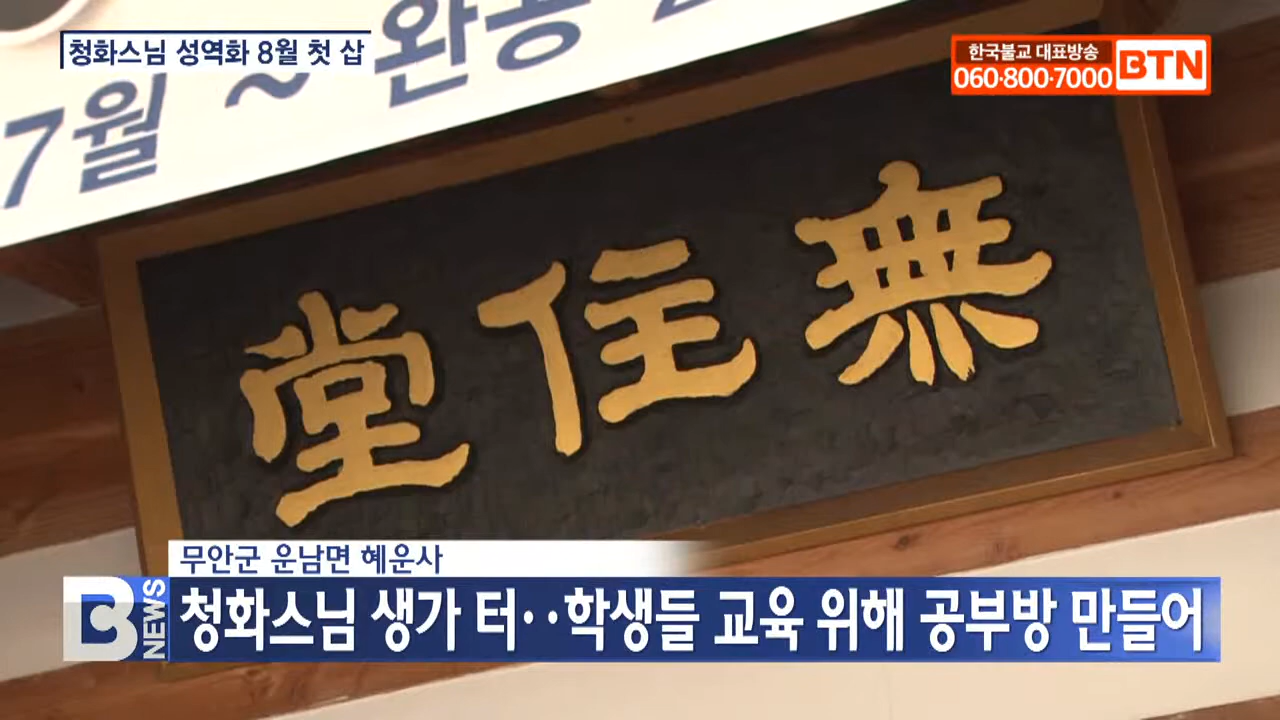 청화스님 성역화 8월 첫 삽
한국불교 대표방송
060·800·7000 BTN
7월 ~ 완공
無住堂
무안군 운남면 혜운사
B NEWS
청화스님 생가 터‥학생들 교육 위해 공부방 만들어